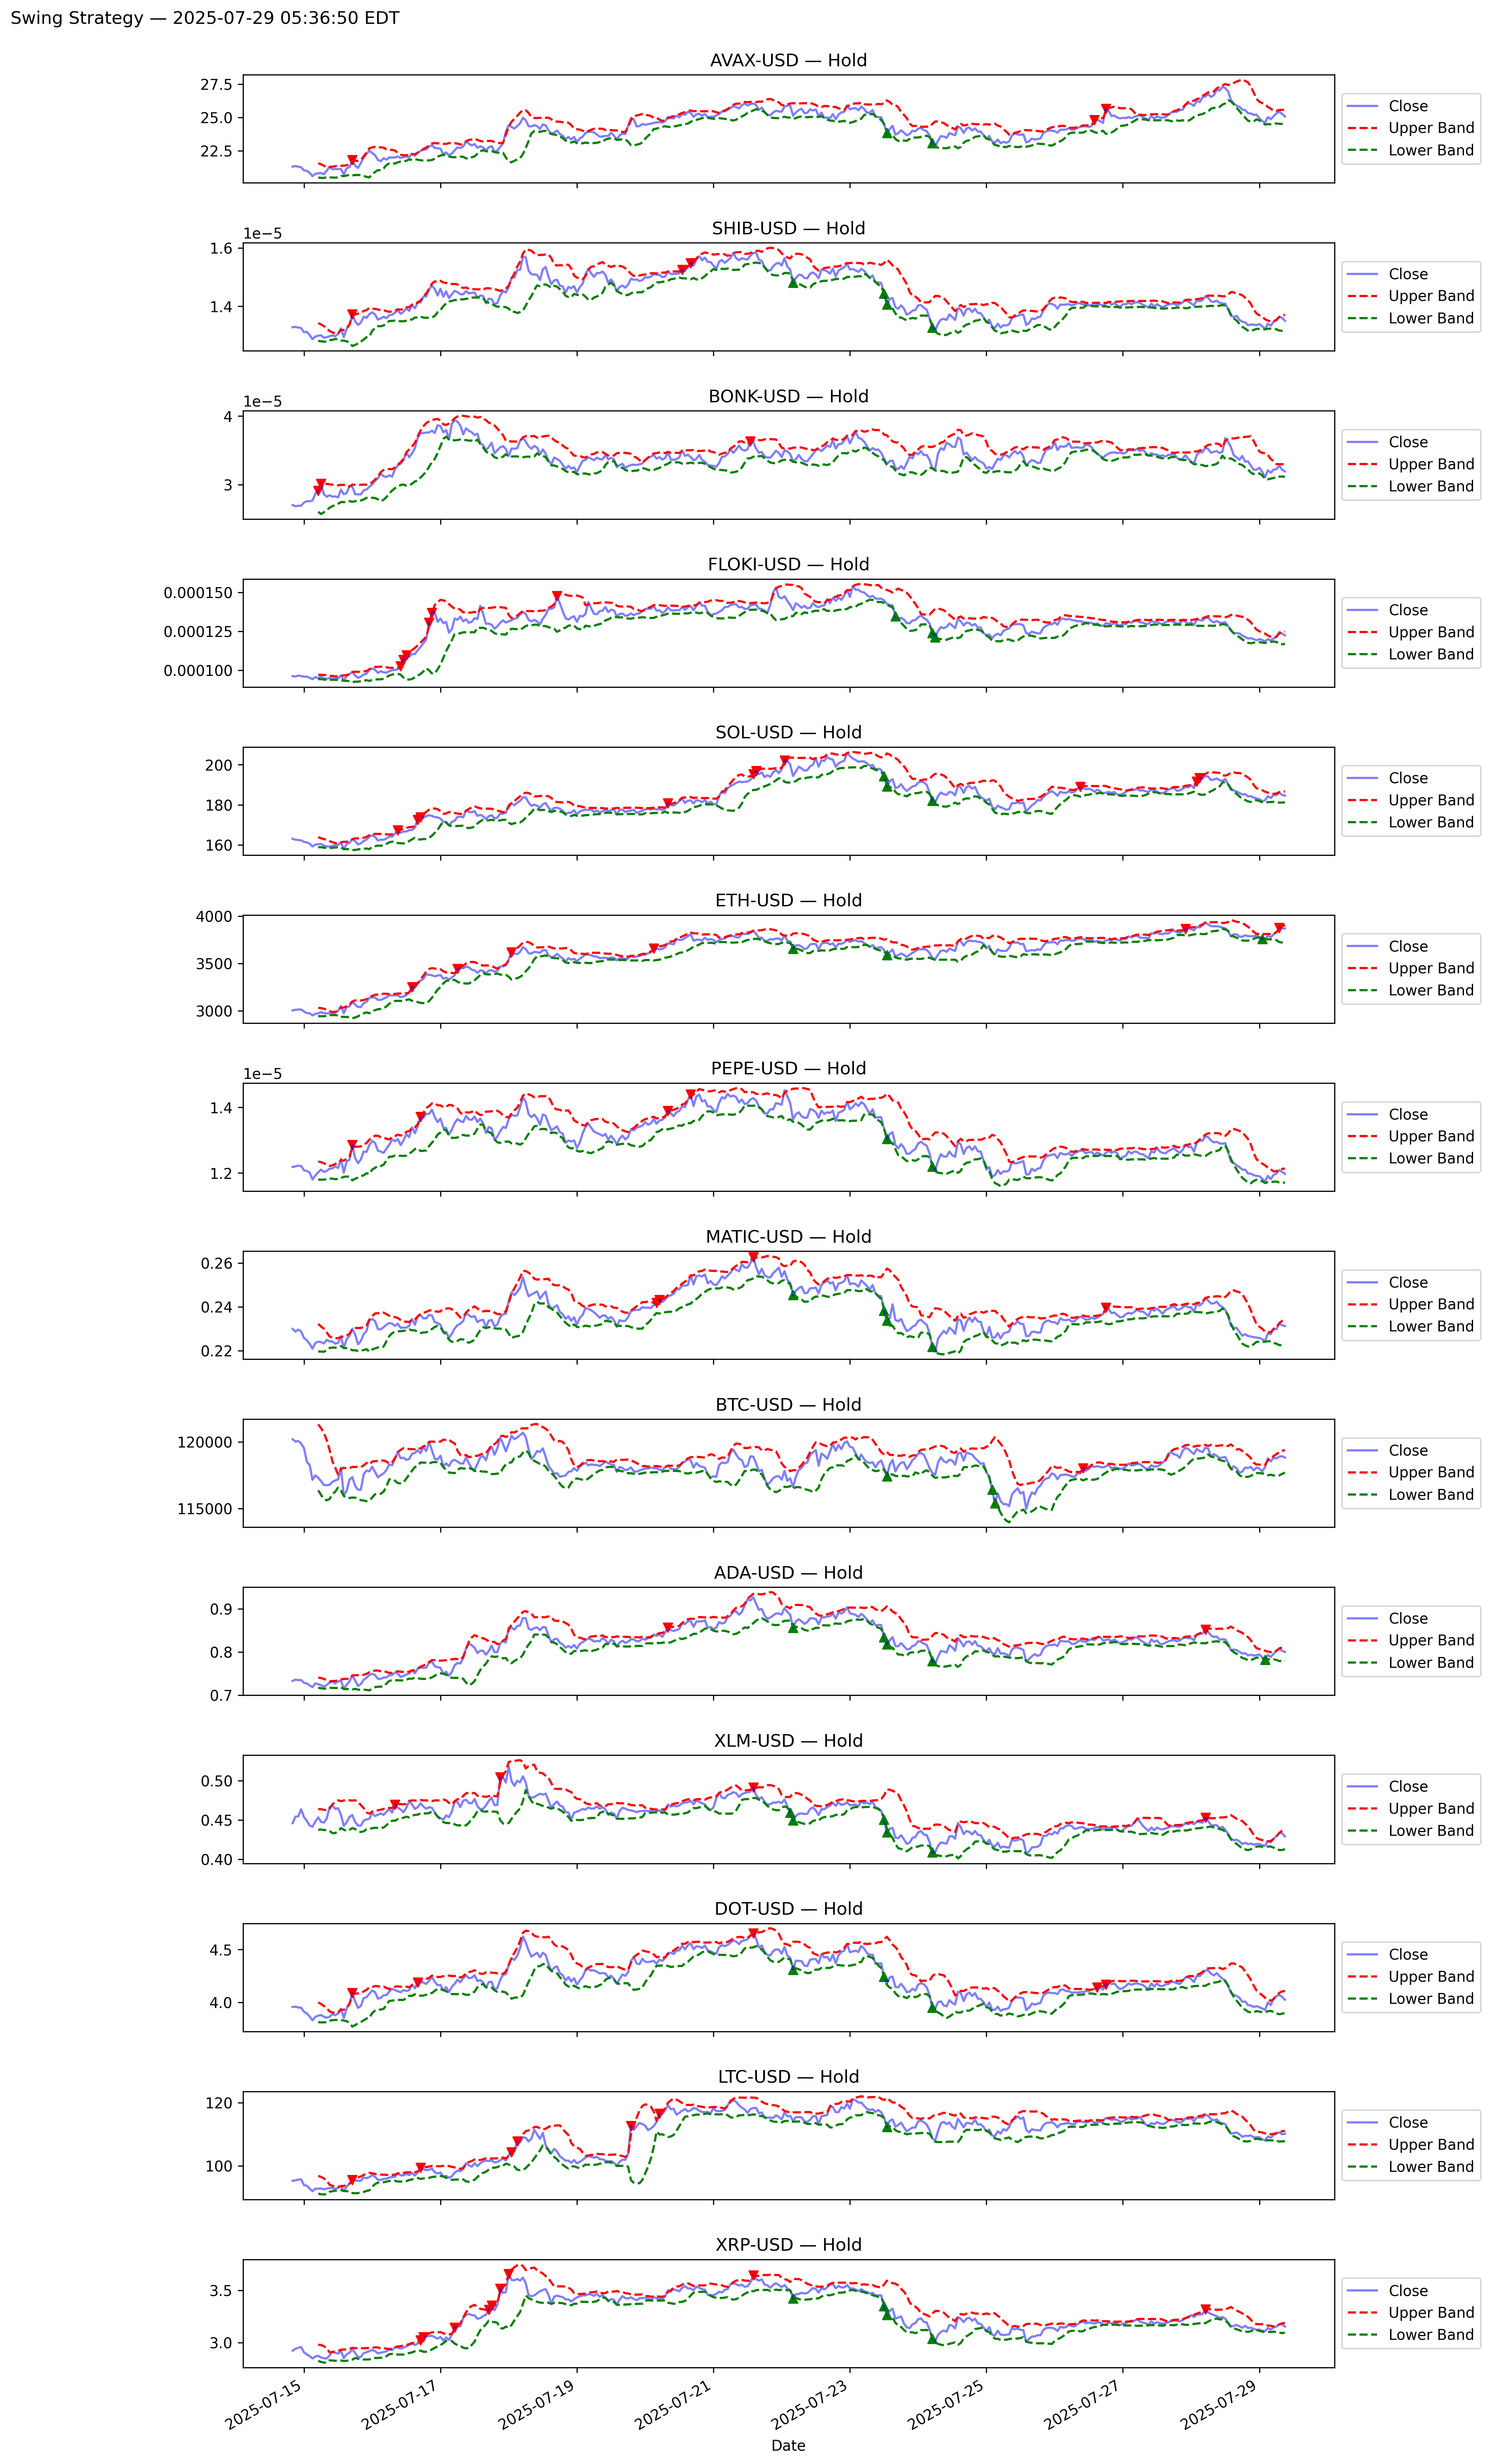 Swing Strategy — 2025-07-29 05:36:50 EDT
AVAX-USD — Hold
27.5
25.0
22.5
Close
Upper Band
Lower Band
SHIB-USD — Hold
1e−5
1.6
1.4
Close
Upper Band
Lower Band
BONK-USD — Hold
1e−5
4
3
Close
Upper Band
Lower Band
FLOKI-USD — Hold
0.000150
0.000125
0.000100
Close
Upper Band
Lower Band
SOL-USD — Hold
200
180
160
Close
Upper Band
Lower Band
ETH-USD — Hold
4000
3500
3000
Close
Upper Band
Lower Band
PEPE-USD — Hold
1e−5
1.4
1.2
Close
Upper Band
Lower Band
MATIC-USD — Hold
0.26
0.24
0.22
Close
Upper Band
Lower Band
BTC-USD — Hold
120000
115000
Close
Upper Band
Lower Band
ADA-USD — Hold
0.9
0.8
0.7
Close
Upper Band
Lower Band
XLM-USD — Hold
0.50
0.45
0.40
Close
Upper Band
Lower Band
DOT-USD — Hold
4.5
4.0
Close
Upper Band
Lower Band
LTC-USD — Hold
120
100
Close
Upper Band
Lower Band
XRP-USD — Hold
3.5
3.0
Close
Upper Band
Lower Band
2025-07-15
2025-07-17
2025-07-19
2025-07-21
2025-07-23
2025-07-25
2025-07-27
2025-07-29
Date